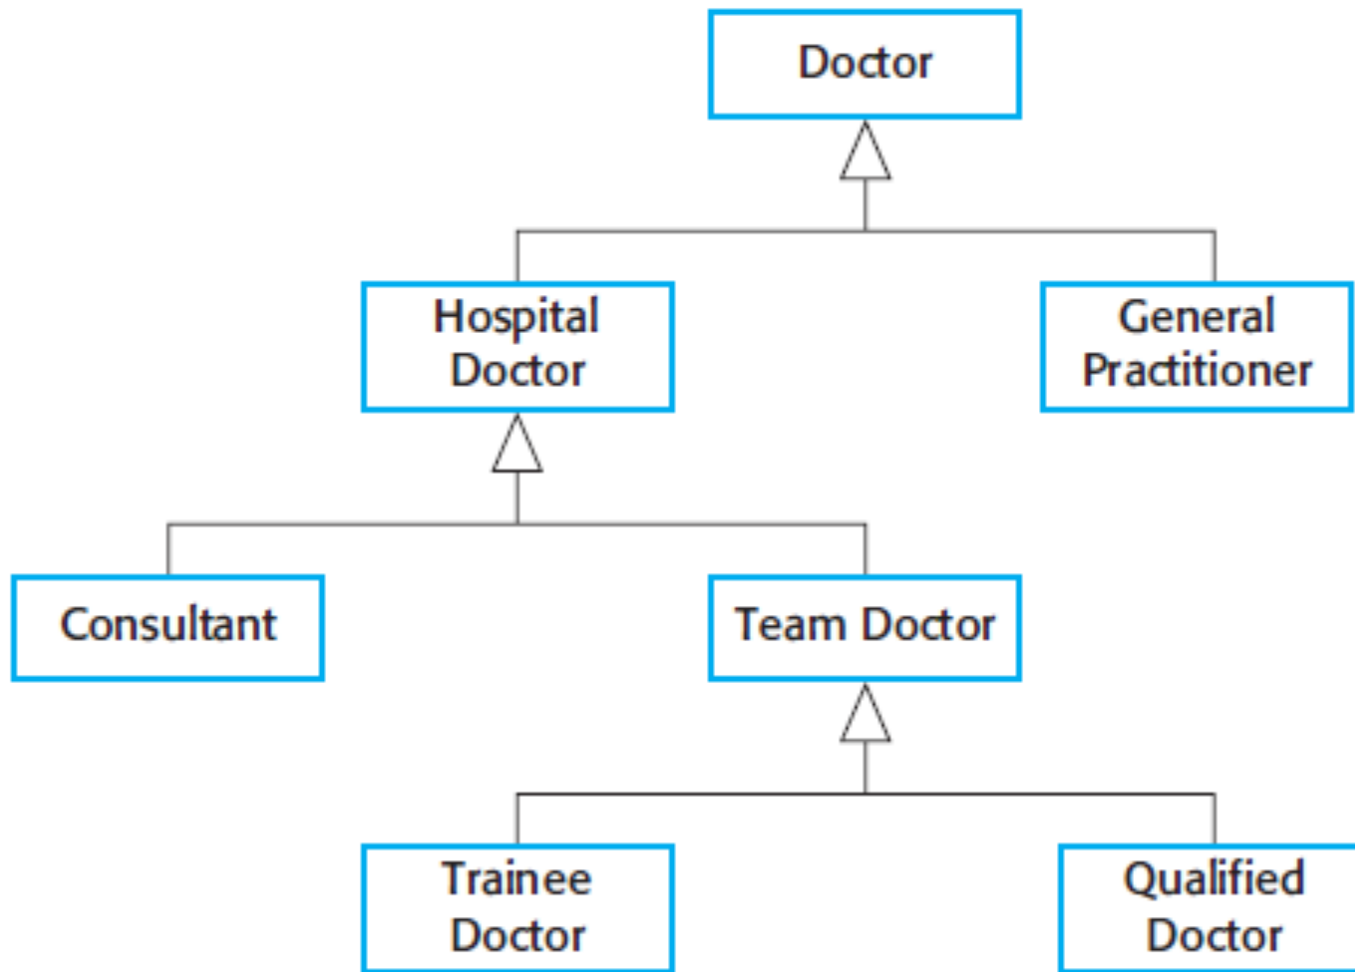 Doctor
Hospital
Doctor
General
Practitioner
Consultant
Team Doctor
Trainee
Doctor
Qualified
Doctor